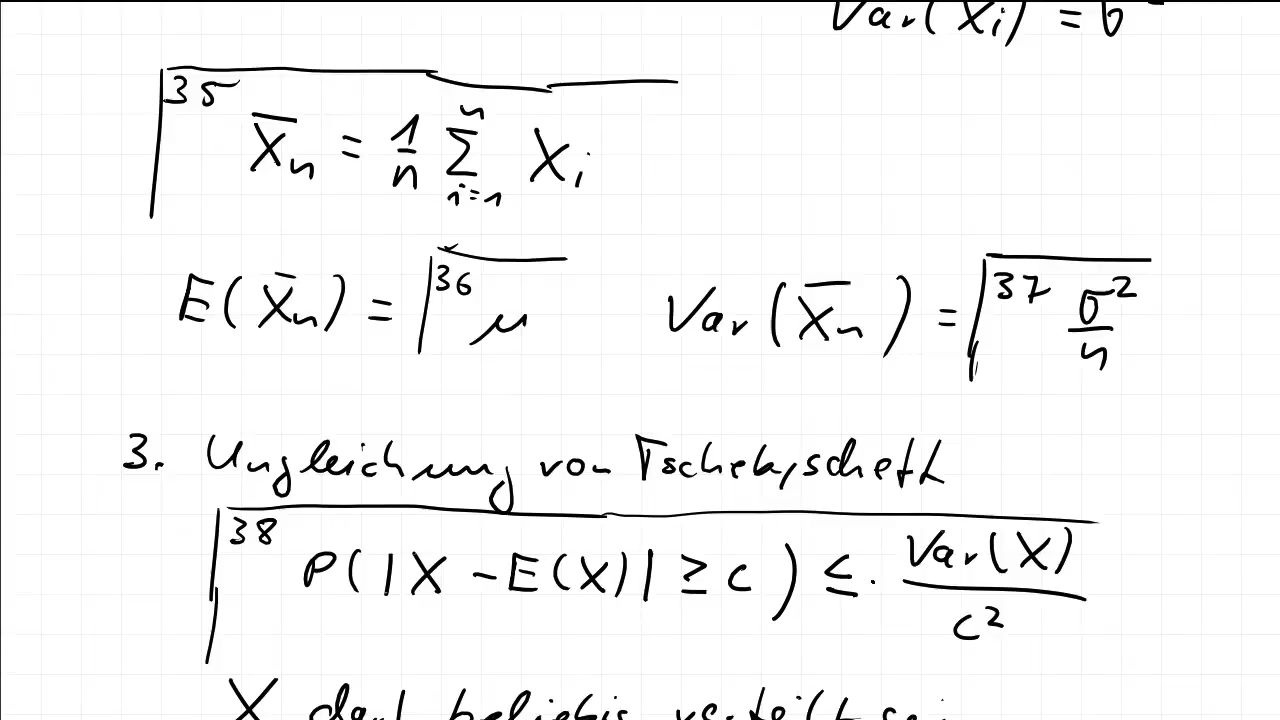 Var(Xi) = σ²
35
X̄n = 1/n ∑ i=1 n Xi
E(X̄n) = 36 μ Var(X̄n) = 37 σ²/n
3. Ungleichung von Tschebyscheff
38 P(|X - E(X)| ≥ c) ≤ Var(X)/c²
X darf beliebig verteilt sein